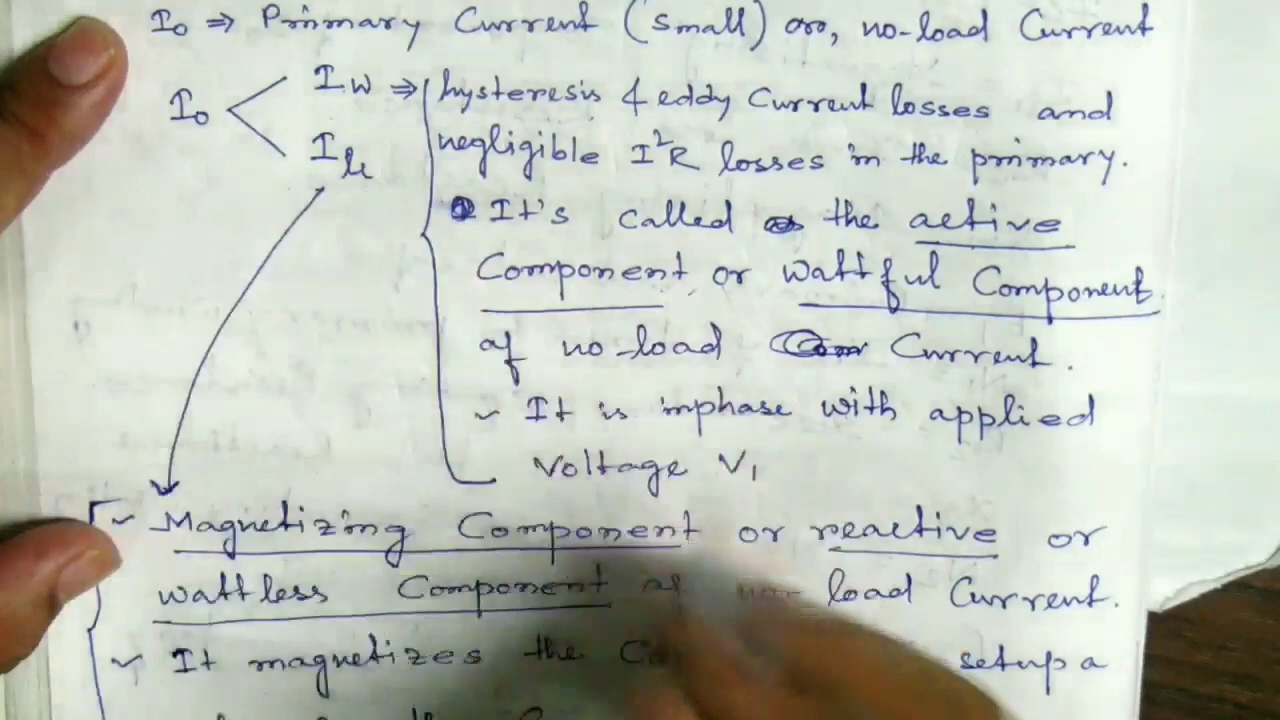 I₀ ⇒ Primary Current (small) or, no-load Current
I₀ < Iw ⇒ hysteresis & eddy Current losses and
Iμ negligible I²R losses in the primary.
It's called the active
Component or wattful Component
of no-load Current.
✓ It is inphase with applied
Voltage V₁
✓ Magnetizing Component or reactive or
wattless Component of no- load Current.
✓ It magnetizes the setup a